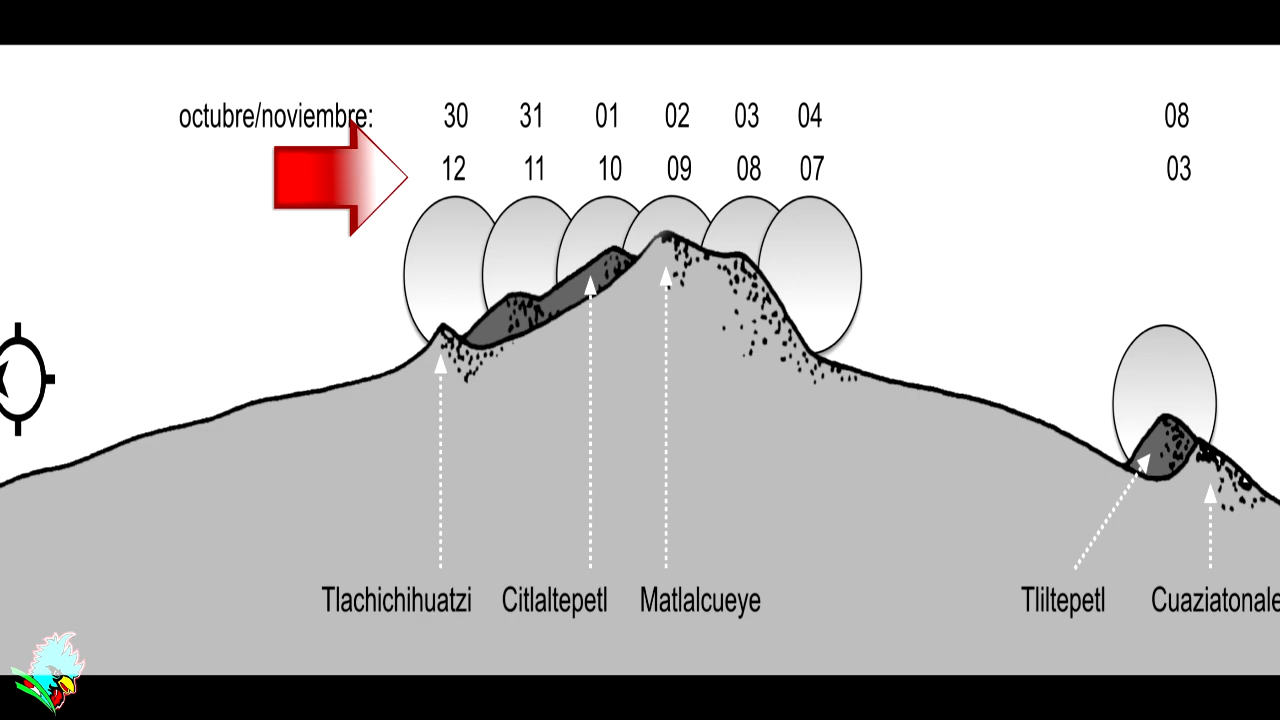 octubre/noviembre: 30 31 01 02 03 04 08
12 11 10 09 08 07 03
Tlachichihuatzi Citlaltepetl Matlalcueye Tliltepetl Cuaziatonale